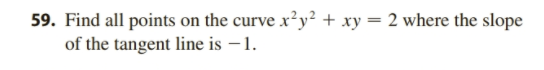 59. Find all points on the curve x²y² + xy = 2 where the slope
of the tangent line is −1.